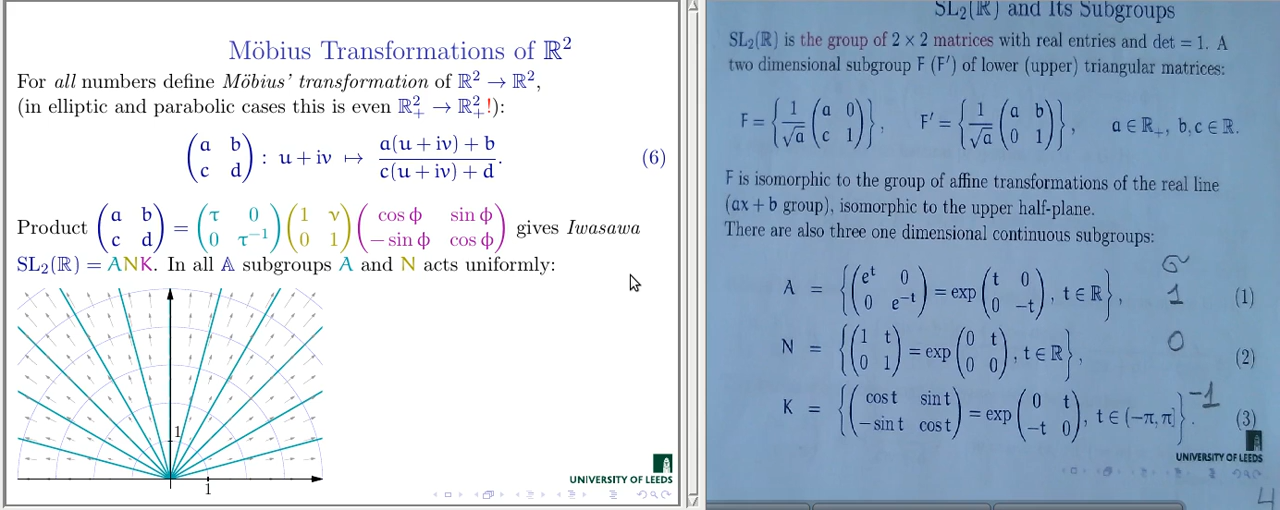 Möbius Transformations of ℝ²
For all numbers define Möbius' transformation of ℝ² → ℝ²,
(in elliptic and parabolic cases this is even ℝ²₊ → ℝ²₊!):
(a b; c d) : u + iv ↦ (a(u + iv) + b)/(c(u + iv) + d). (6)
Product (a b; c d) = (τ 0; 0 τ⁻¹)(1 ν; 0 1)(cos ϕ sin ϕ; − sin ϕ cos ϕ) gives Iwasawa
SL₂(ℝ) = ANK. In all 𝔸 subgroups A and N acts uniformly:
1
1
UNIVERSITY OF LEEDS
SL₂(ℝ) and Its Subgroups
SL₂(ℝ) is the group of 2 × 2 matrices with real entries and det = 1. A
two dimensional subgroup F (F′) of lower (upper) triangular matrices:
F = {1/√a (a 0; c 1)}, F′ = {1/√a (a b; 0 1)}, a ∈ ℝ₊, b, c ∈ ℝ.
F is isomorphic to the group of affine transformations of the real line
(ax + b group), isomorphic to the upper half-plane.
There are also three one dimensional continuous subgroups:
σ
A = {(eᵗ 0; 0 e⁻ᵗ) = exp (t 0; 0 −t), t ∈ ℝ}, 1 (1)
N = {(1 t; 0 1) = exp (0 t; 0 0), t ∈ ℝ}, 0 (2)
K = {(cos t sin t; − sin t cos t) = exp (0 t; −t 0), t ∈ (−π, π]}. -1 (3)
UNIVERSITY OF LEEDS
4